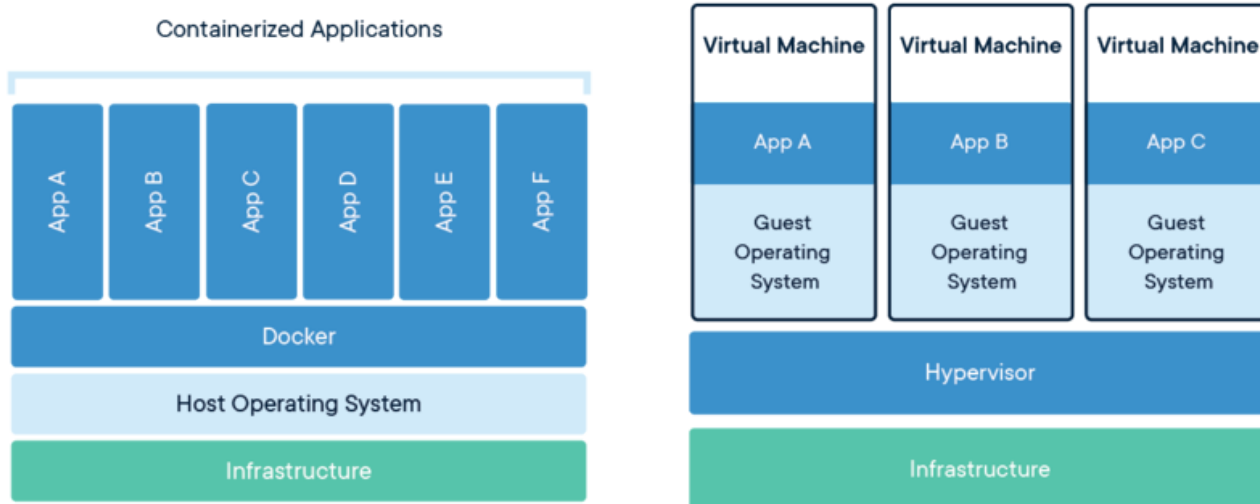 Containerized Applications
App A
App B
App C
App D
App E
App F
Docker
Host Operating System
Infrastructure
Virtual Machine
App A
Guest
Operating
System
Virtual Machine
App B
Guest
Operating
System
Virtual Machine
App C
Guest
Operating
System
Hypervisor
Infrastructure